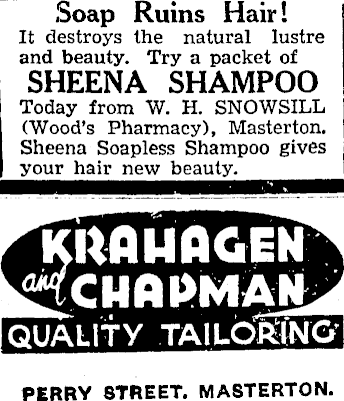 Soap Ruins Hair!
It destroys the natural lustre
and beauty. Try a packet of
SHEENA SHAMPOO
Today from W. H. SNOWSILL
(Wood's Pharmacy), Masterton.
Sheena Soapless Shampoo gives
your hair new beauty.
KRAHAGEN
and CHAPMAN
QUALITY TAILORING
PERRY STREET, MASTERTON.